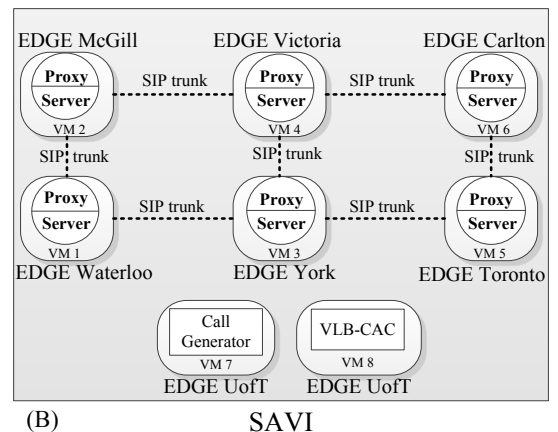 EDGE McGill EDGE Victoria EDGE Carlton
Proxy SIP trunk Proxy SIP trunk Proxy
Server Server Server
VM 2 VM 4 VM 6
SIP trunk SIP trunk SIP trunk
Proxy SIP trunk Proxy SIP trunk Proxy
Server Server Server
VM 1 VM 3 VM 5
EDGE Waterloo EDGE York EDGE Toronto
Call
Generator
VM 7
EDGE UofT
VLB-CAC
VM 8
EDGE UofT
(B) SAVI